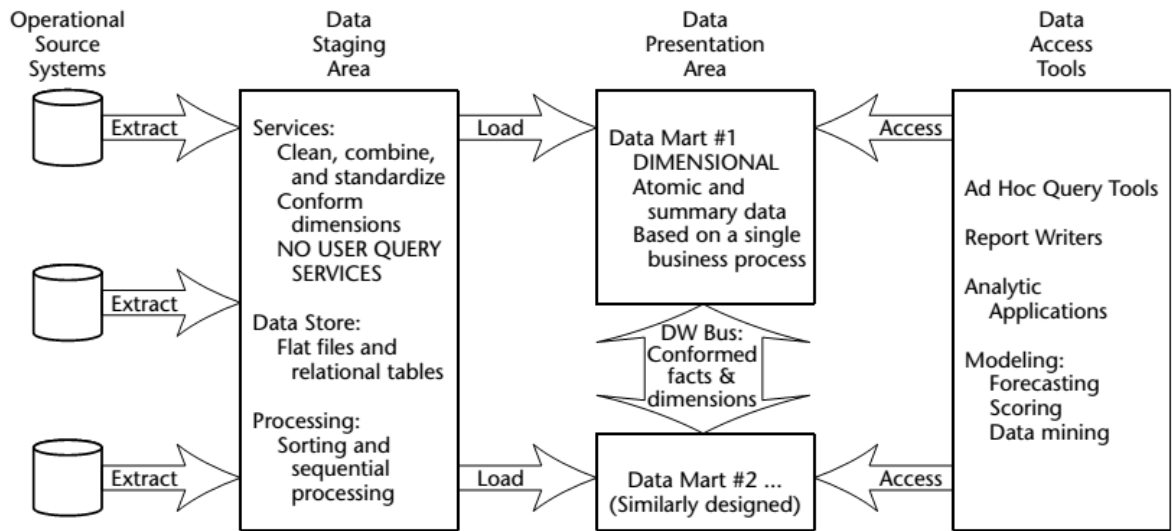 Operational
Source
Systems
Data
Staging
Area
Data
Presentation
Area
Data
Access
Tools
Extract
Extract
Extract
Services:
Clean, combine,
and standardize
Conform
dimensions
NO USER QUERY
SERVICES
Data Store:
Flat files and
relational tables
Processing:
Sorting and
sequential
processing
Load
Load
Data Mart #1
DIMENSIONAL
Atomic and
summary data
Based on a single
business process
DW Bus:
Conformed
facts &
dimensions
Data Mart #2 ...
(Similarly designed)
Access
Access
Ad Hoc Query Tools
Report Writers
Analytic
Applications
Modeling:
Forecasting
Scoring
Data mining